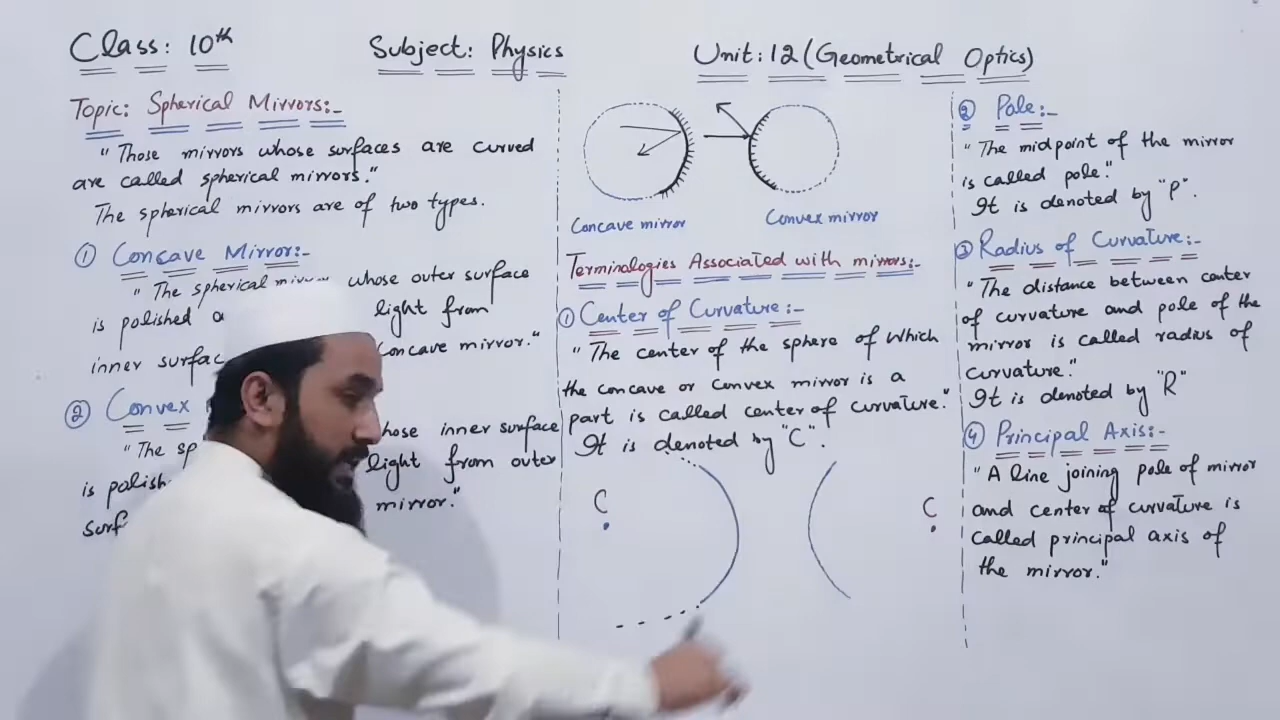 Class: 10th Subject: Physics Unit: 12 (Geometrical Optics)
Topic: Spherical Mirrors:-
"Those mirrors whose surfaces are curved
are called spherical mirrors."
The spherical mirrors are of two types.
① Concave Mirror:-
"The spherical whose outer surface
is polished light from
inner concave mirror."
② Convex
"The inner surface
is light from outer
mirror."
Concave mirror Convex mirror
Terminologies Associated with mirrors:-
① Center of Curvature:-
"The center of the sphere of which
the concave or convex mirror is a
part is called center of curvature."
It is denoted by "C".
C C
② Pole:-
"The midpoint of the mirror
is called pole."
It is denoted by "P".
③ Radius of Curvature:-
"The distance between center
of curvature and pole of the
mirror is called radius of
curvature."
It is denoted by "R"
④ Principal Axis:-
"A line joining pole of mirror
and center of curvature is
called principal axis of
the mirror."